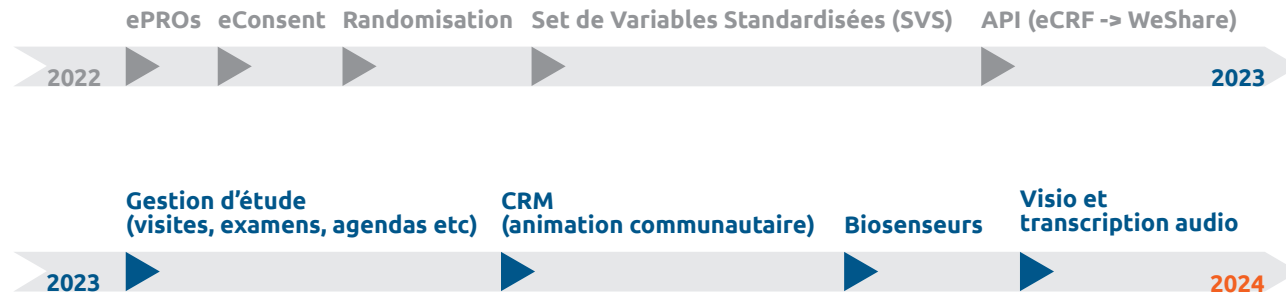 ePROs eConsent Randomisation Set de Variables Standardisées (SVS) API (eCRF -> WeShare)
2022 2023
Gestion d’étude
(visites, examens, agendas etc)
CRM
(animation communautaire)
Biosenseurs
Visio et
transcription audio
2023 2024